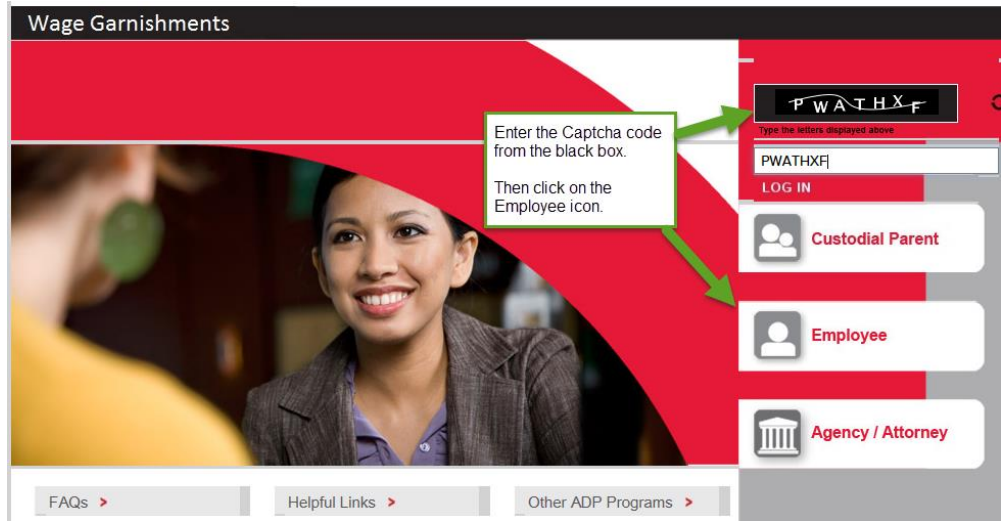 Wage Garnishments
PWATHXF
Type the letters displayed above
Enter the Captcha code
from the black box.
Then click on the
Employee icon.
PWATHXF
LOG IN
Custodial Parent
Employee
Agency / Attorney
FAQs >
Helpful Links >
Other ADP Programs >